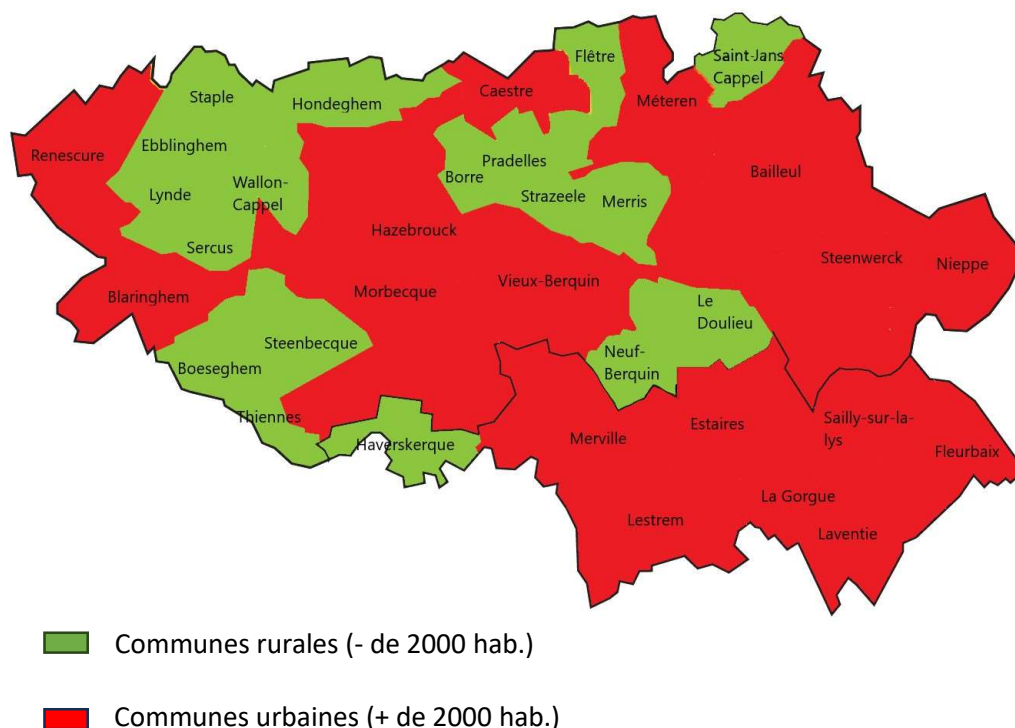 Flêtre
Saint-Jans
Cappel
Staple
Hondeghem
Caestre
Méteren
Renescure
Ebblinghem
Pradelles
Bailleul
Borre
Lynde
Wallon-
Cappel
Strazeele
Merris
Hazebrouck
Sercus
Steenwerck
Nieppe
Vieux-Berquin
Blaringhem
Morbecque
Le
Doulieu
Steenbecque
Neuf-
Berquin
Boeseghem
Thiennes
Haverskerque
Merville
Estaires
Sailly-sur-la-
lys
Fleurbaix
La Gorgue
Lestrem
Laventie
Communes rurales (- de 2000 hab.)
Communes urbaines (+ de 2000 hab.)